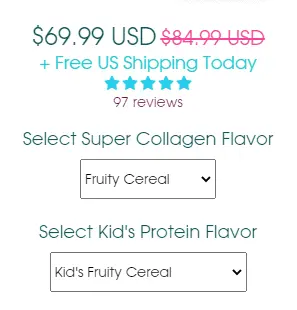 $69.99 USD $84.99 USD
+ Free US Shipping Today
97 reviews
Select Super Collagen Flavor
Fruity Cereal
Select Kid's Protein Flavor
Kid's Fruity Cereal